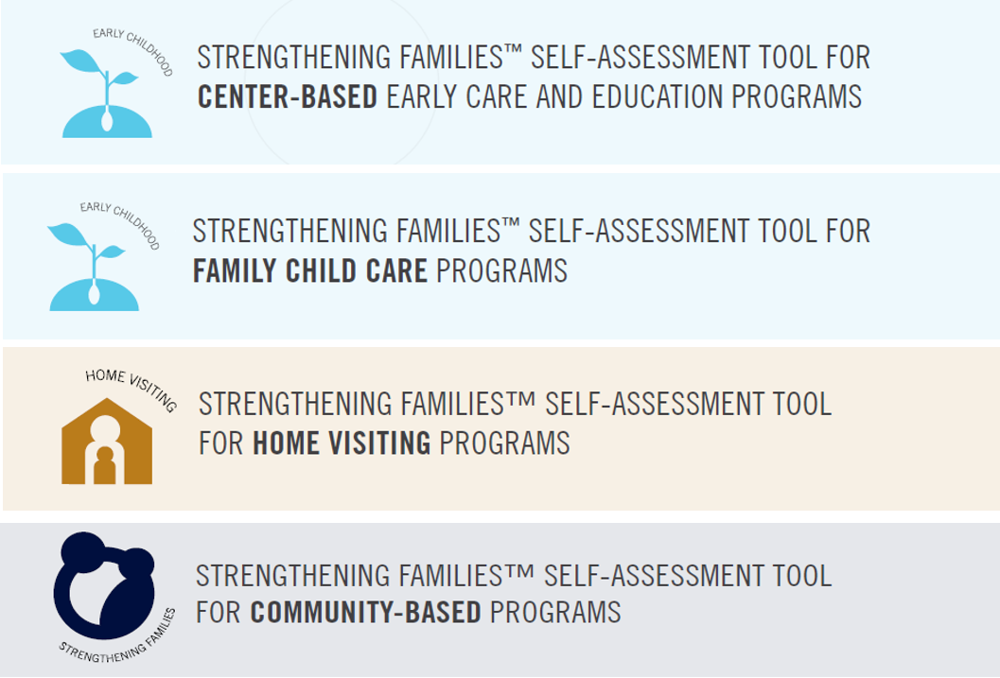 EARLY CHILDHOOD
STRENGTHENING FAMILIES™ SELF-ASSESSMENT TOOL FOR
CENTER-BASED EARLY CARE AND EDUCATION PROGRAMS
EARLY CHILDHOOD
STRENGTHENING FAMILIES™ SELF-ASSESSMENT TOOL FOR
FAMILY CHILD CARE PROGRAMS
HOME VISITING
STRENGTHENING FAMILIES™ SELF-ASSESSMENT TOOL
FOR HOME VISITING PROGRAMS
STRENGTHENING FAMILIES™ SELF-ASSESSMENT TOOL
FOR COMMUNITY-BASED PROGRAMS
STRENGTHENING FAMILIES